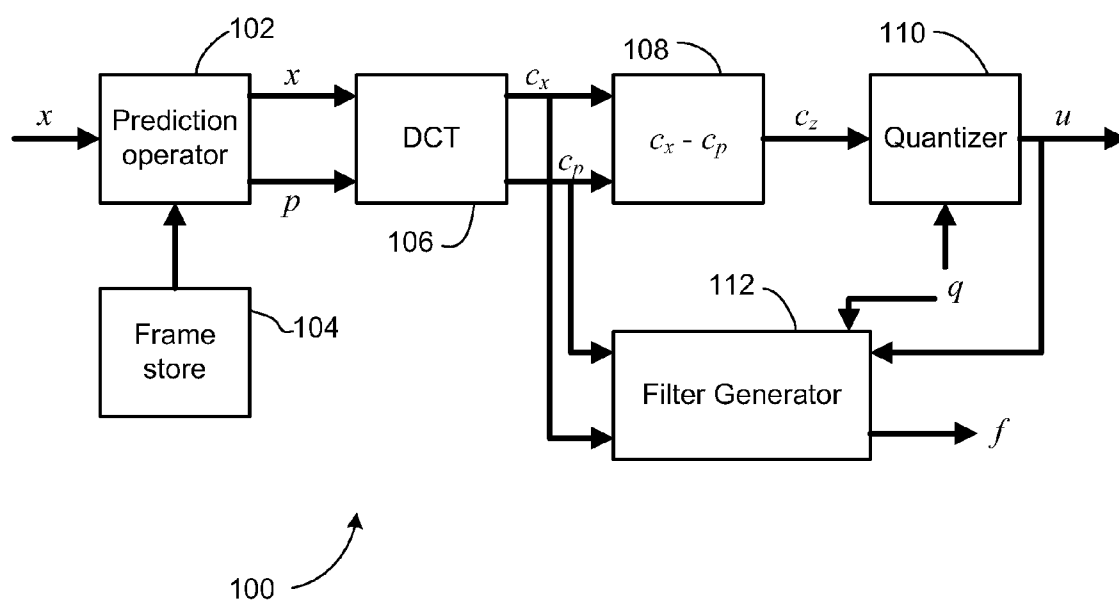 102
x
Prediction
operator
x
p
DCT
106
c_x
c_p
108
c_x - c_p
c_z
110
Quantizer
u
q
Frame
store
104
112
Filter Generator
f
100